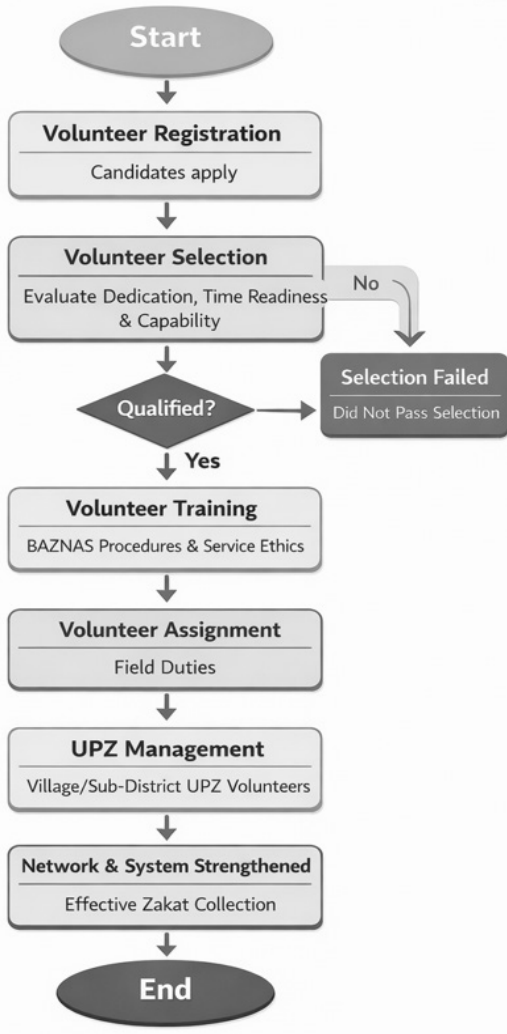 Start
Volunteer Registration
Candidates apply
Volunteer Selection
Evaluate Dedication, Time Readiness
& Capability
No
Selection Failed
Did Not Pass Selection
Qualified?
Yes
Volunteer Training
BAZNAS Procedures & Service Ethics
Volunteer Assignment
Field Duties
UPZ Management
Village/Sub-District UPZ Volunteers
Network & System Strengthened
Effective Zakat Collection
End